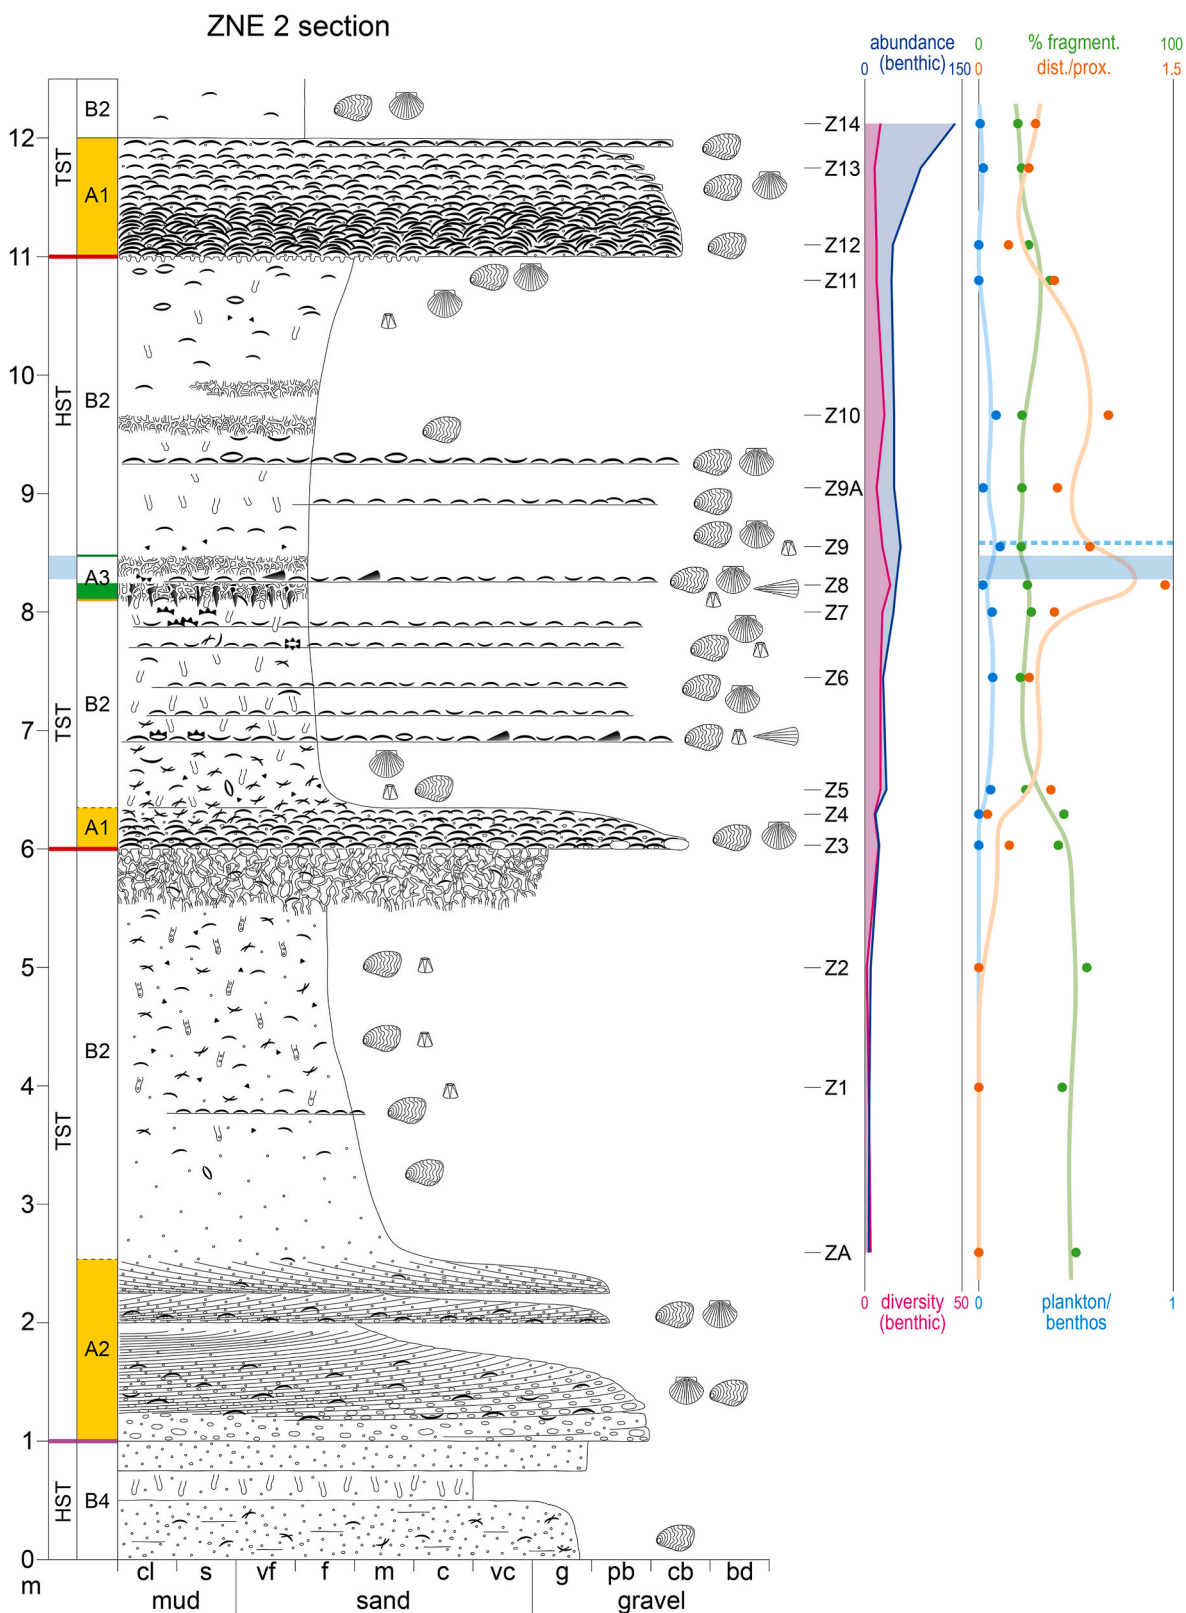 ZNE 2 section
abundance
(benthic)
0 150
0 % fragment. 100
0 dist./prox. 1.5
B2
12
TST
A1
11
10
HST
B2
9
A3
8
B2
TST
7
A1
6
5
B2
4
TST
3
A2
2
1
HST
B4
0
m
Z14
Z13
Z12
Z11
Z10
Z9A
Z9
Z8
Z7
Z6
Z5
Z4
Z3
Z2
Z1
ZA
0 diversity 50
(benthic)
0 plankton/ 1
benthos
cl s vf f m c vc g pb cb bd
mud sand gravel